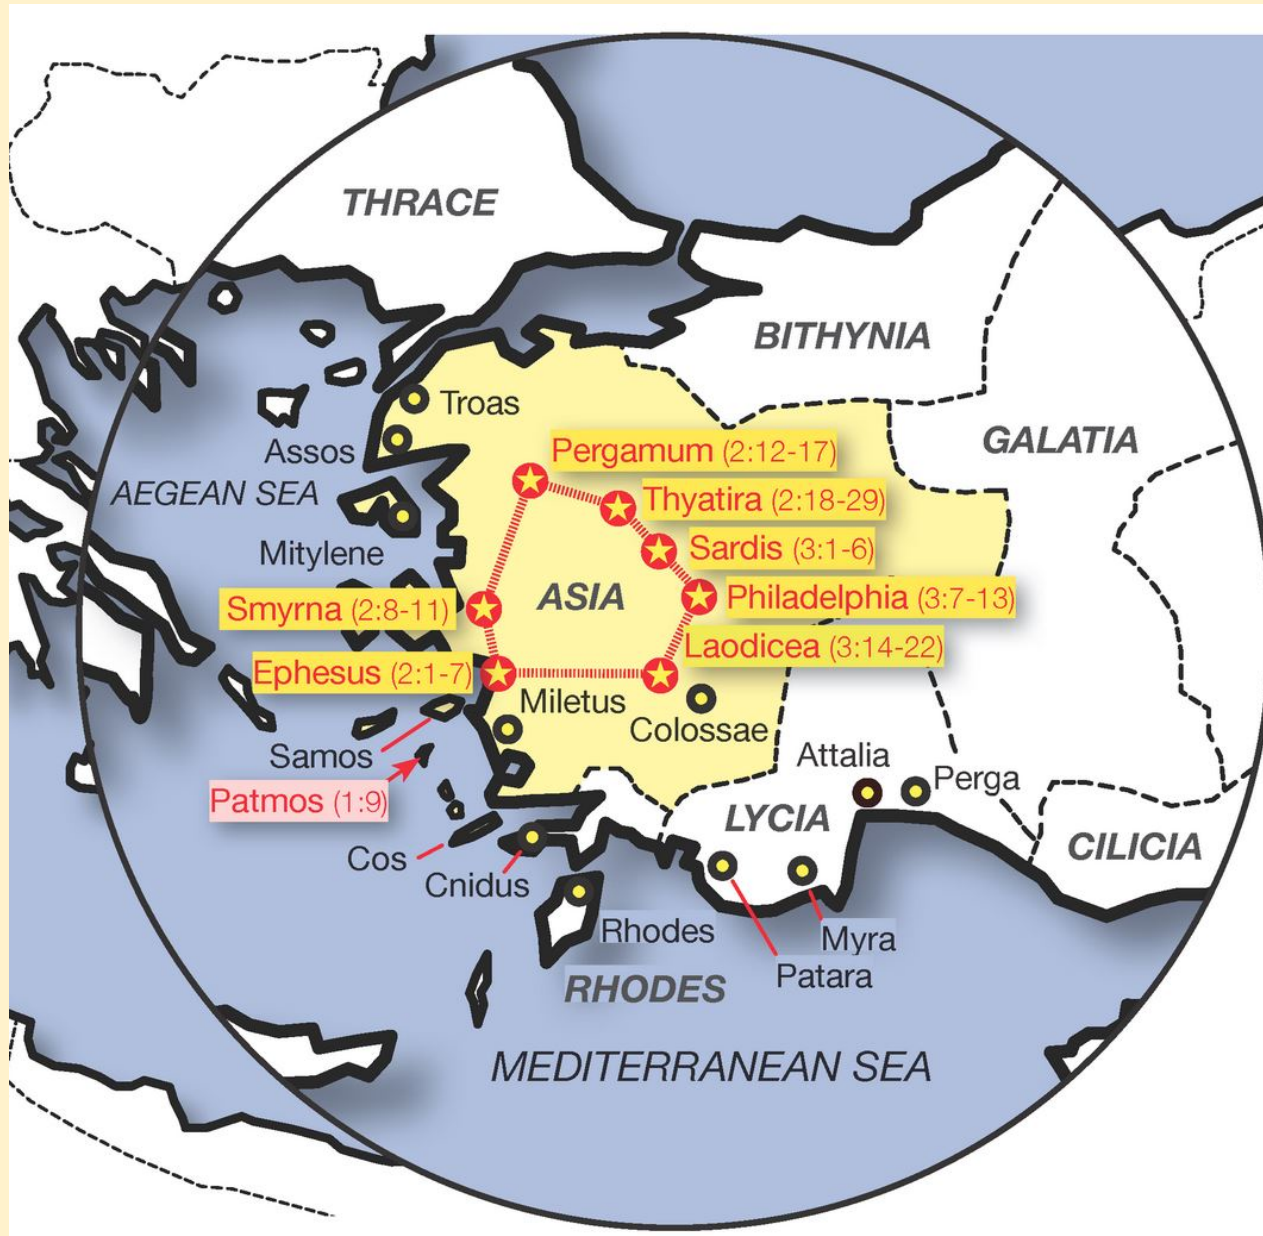 THRACE
BITHYNIA
GALATIA
Troas
Assos
Pergamum (2:12-17)
AEGEAN SEA
Thyatira (2:18-29)
Mitylene
Sardis (3:1-6)
Smyrna (2:8-11)
ASIA
Philadelphia (3:7-13)
Ephesus (2:1-7)
Laodicea (3:14-22)
Miletus
Colossae
Samos
Attalia
Perga
Patmos (1:9)
LYCIA
CILICIA
Cos
Cnidus
Rhodes
Myra
Patara
RHODES
MEDITERRANEAN SEA